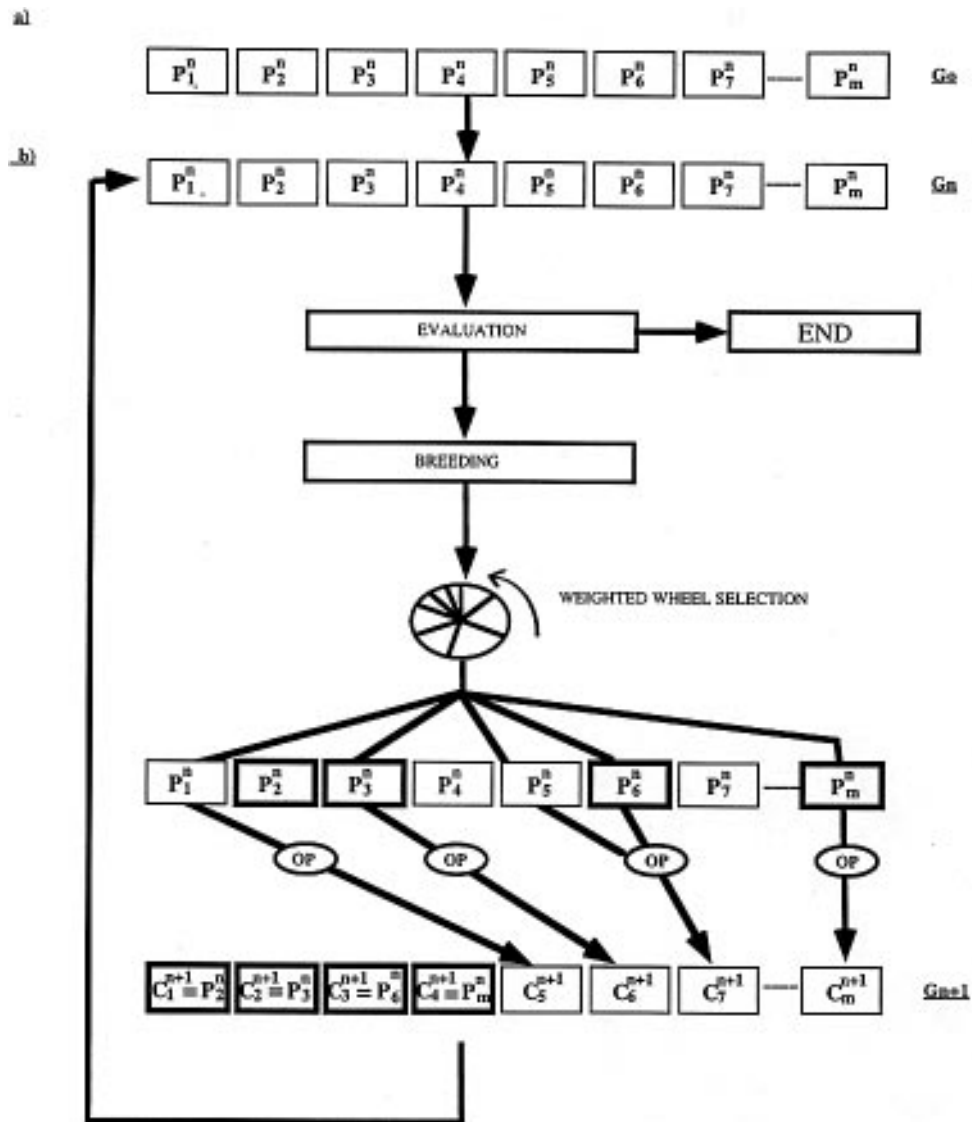 a)
P₁ⁿ P₂ⁿ P₃ⁿ P₄ⁿ P₅ⁿ P₆ⁿ P₇ⁿ ---- Pₘⁿ Go
b)
P₁ⁿ P₂ⁿ P₃ⁿ P₄ⁿ P₅ⁿ P₆ⁿ P₇ⁿ ---- Pₘⁿ Gn
EVALUATION END
BREEDING
WEIGHTED WHEEL SELECTION
P₁ⁿ P₂ⁿ P₃ⁿ P₄ⁿ P₅ⁿ P₆ⁿ P₇ⁿ ---- Pₘⁿ
OP OP OP OP
C₁ⁿ⁺¹ = P₂ⁿ C₂ⁿ⁺¹ = P₃ⁿ C₃ⁿ⁺¹ = P₆ⁿ C₄ⁿ⁺¹ = Pₘⁿ C₅ⁿ⁺¹ C₆ⁿ⁺¹ C₇ⁿ⁺¹ ---- Cₘⁿ⁺¹ Gn+1